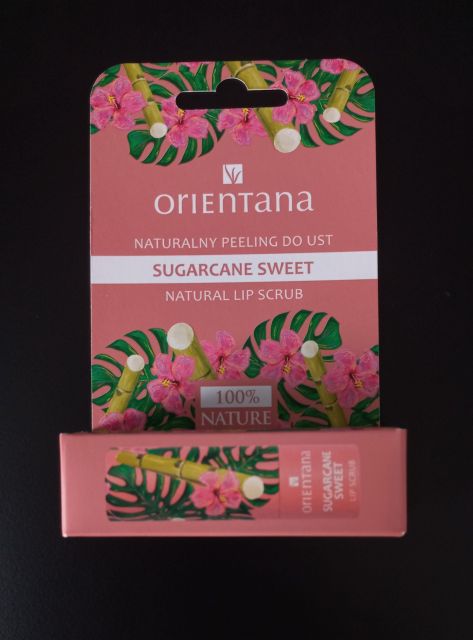 ORIENTANA
NATURALNY PEELING DO UST
SUGARCANE SWEET
NATURAL LIP SCRUB
100%
NATURE
ORIENTANA
SUGARCANE
SWEET
LIP SCRUB